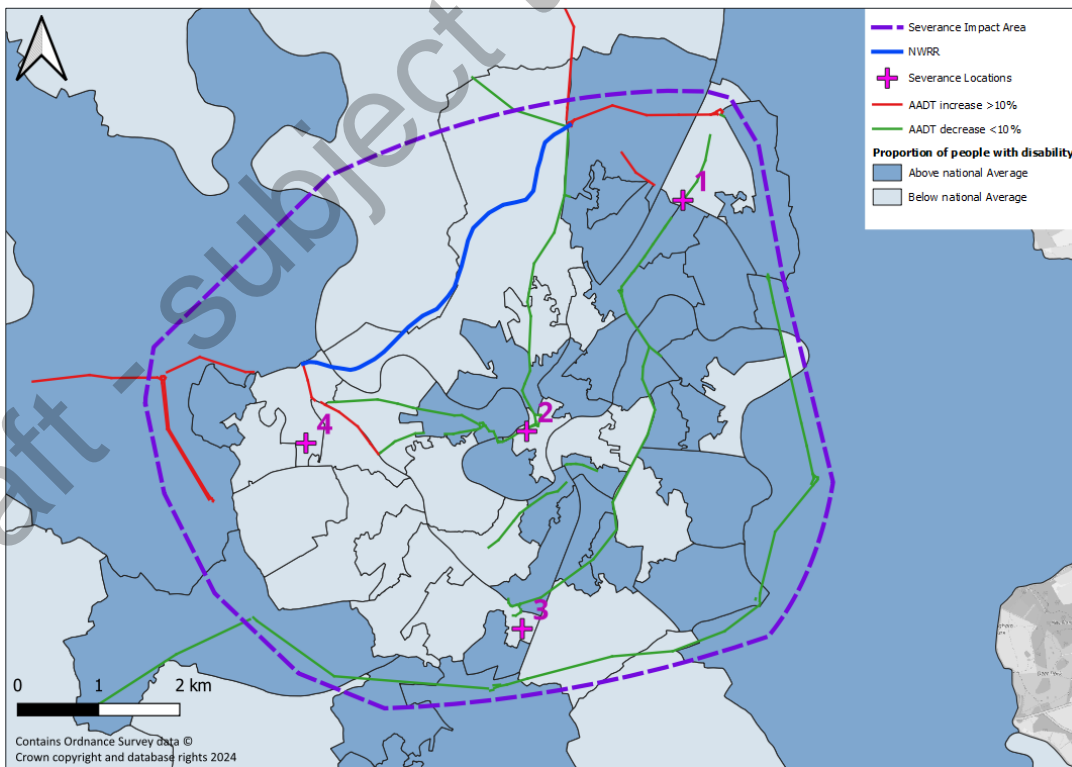 Severance Impact Area
NWRR
Severance Locations
AADT increase >10%
AADT decrease <10%
Proportion of people with disability
Above national Average
Below national Average
1
2
4
3
0 1 2 km
Contains Ordnance Survey data ©
Crown copyright and database rights 2024
aft - subject